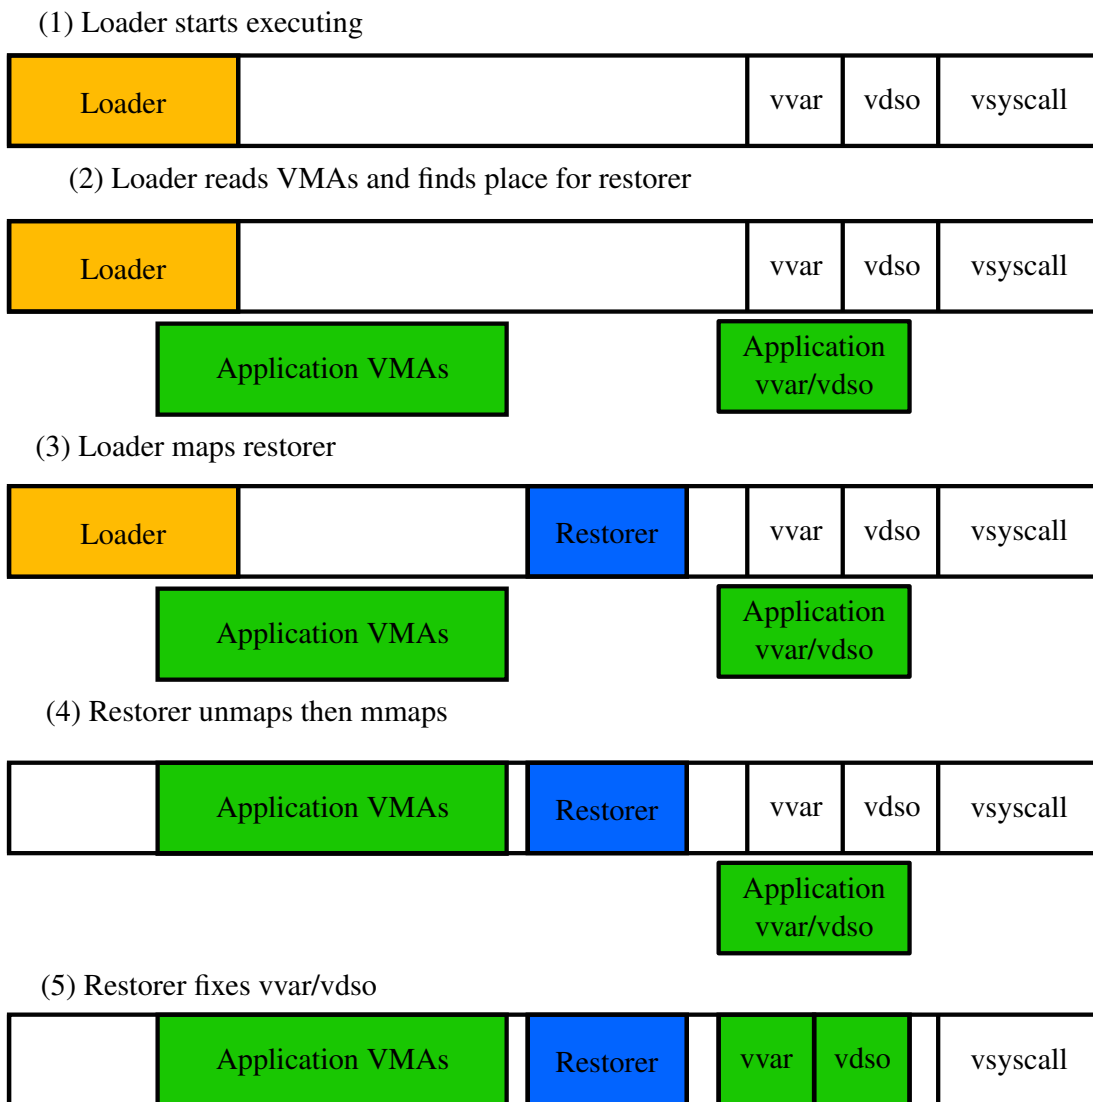 (1) Loader starts executing
Loader vvar vdso vsyscall
(2) Loader reads VMAs and finds place for restorer
Loader vvar vdso vsyscall
Application VMAs
Application
vvar/vdso
(3) Loader maps restorer
Loader Restorer vvar vdso vsyscall
Application VMAs
Application
vvar/vdso
(4) Restorer unmaps then mmaps
Application VMAs Restorer vvar vdso vsyscall
Application
vvar/vdso
(5) Restorer fixes vvar/vdso
Application VMAs Restorer vvar vdso vsyscall